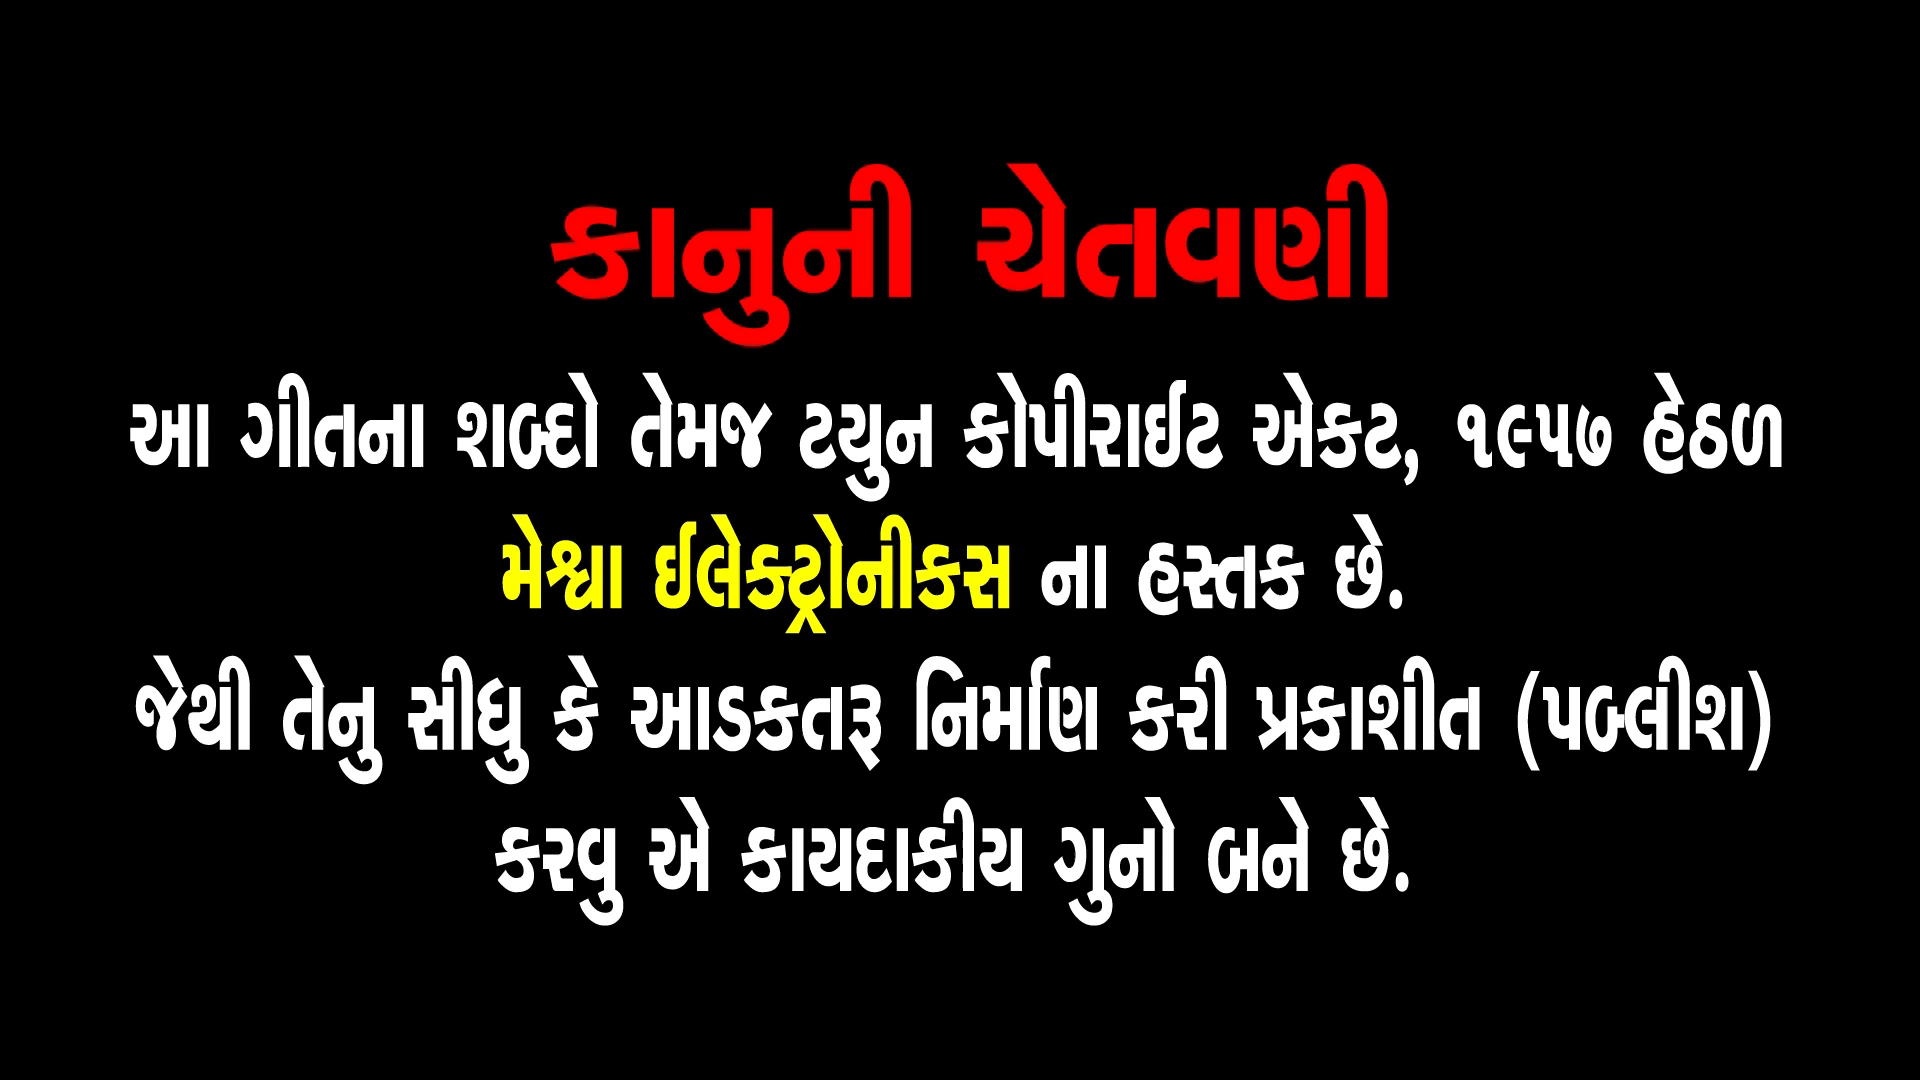 કાનુની ચેતવણી
આ ગીતના શબ્દો તેમજ ટયુન કોપીરાઈટ એકટ, ૧૯૫૭ હેઠળ
મેશ્વા ઈલેક્ટ્રોનીકસ ના હસ્તક છે.
જેથી તેનુ સીધુ કે આડકતરૂ નિર્માણ કરી પ્રકાશીત (પબ્લીશ)
કરવુ એ કાયદાકીય ગુનો બને છે.